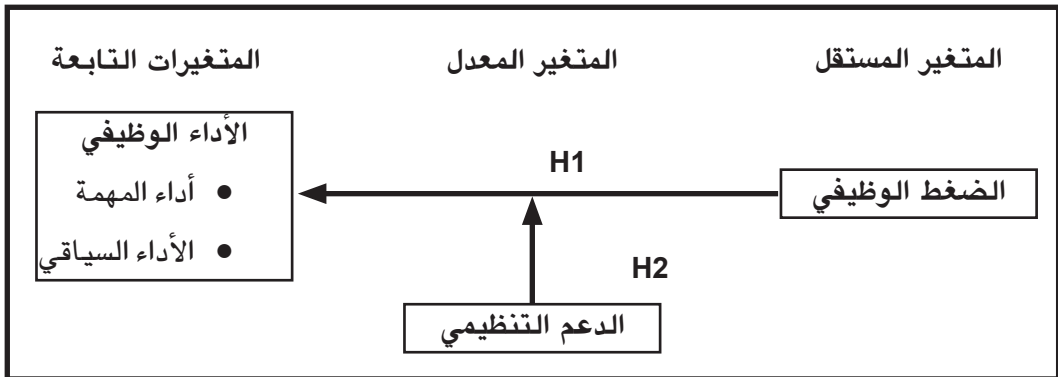 المتغير المستقل
المتغير المعدل
المتغيرات التابعة
الضغط الوظيفي
H1
الأداء الوظيفي
● أداء المهمة
● الأداء السياقي
H2
الدعم التنظيمي